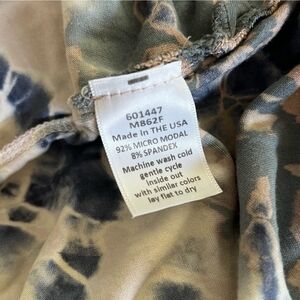 601447
M862F
Made in THE USA
92% MICRO MODAL
8% SPANDEX
Machine wash cold
gentle cycle
inside out
with similar colors
lay flat to dry